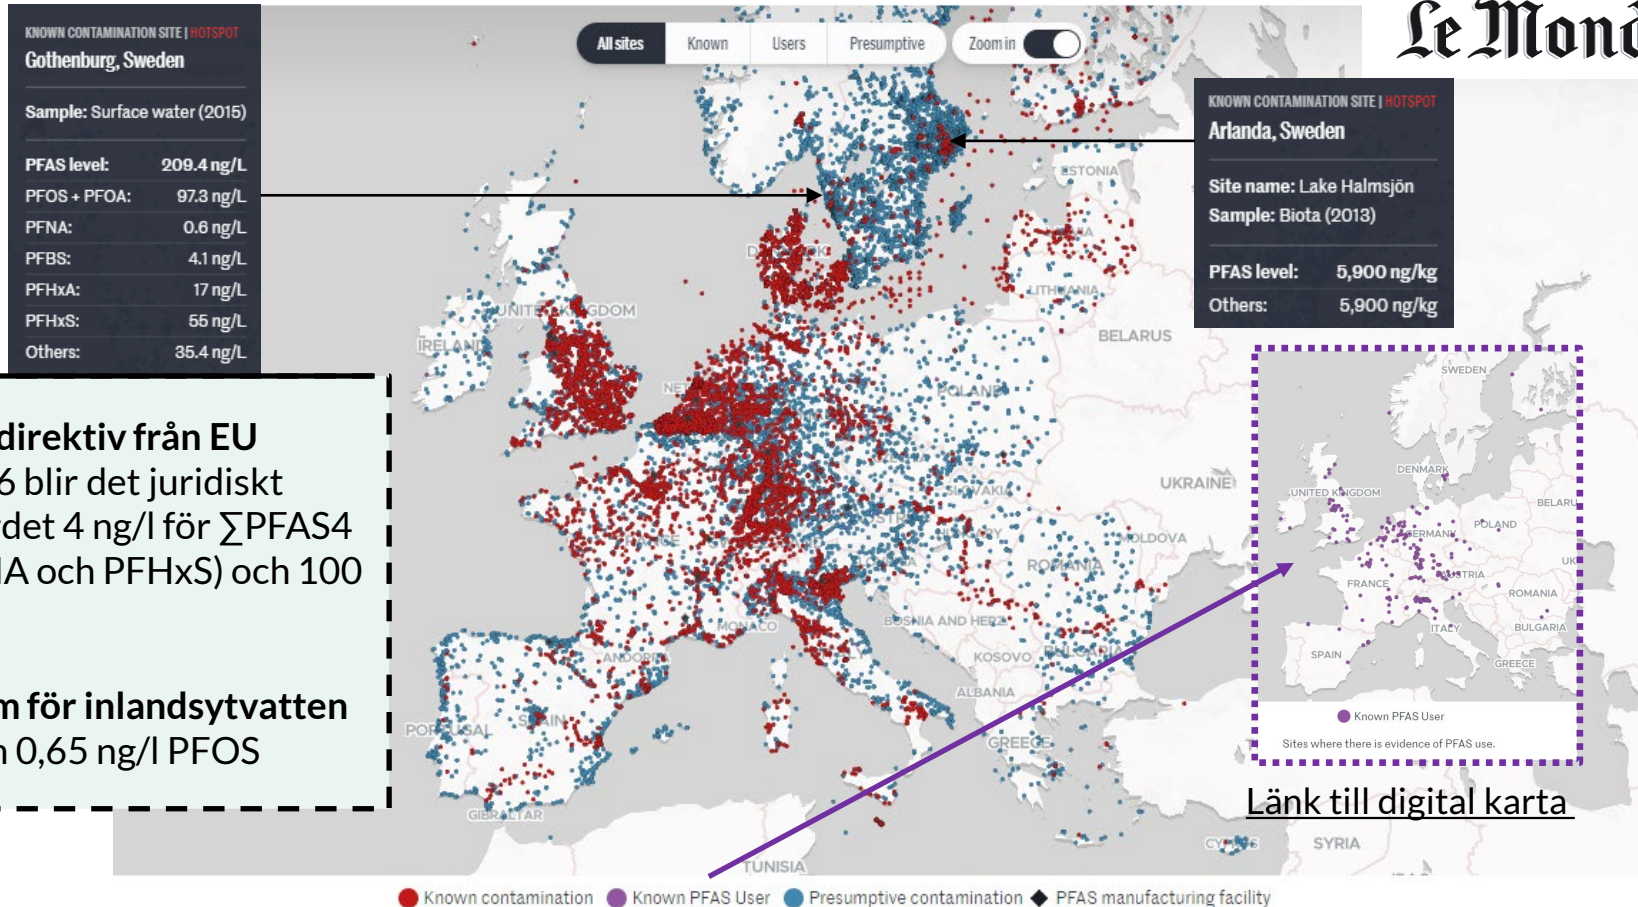 KNOWN CONTAMINATION SITE | HOTSPOT
Gothenburg, Sweden
Sample: Surface water (2015)
PFAS level: 209.4 ng/L
PFOS + PFOA: 97.3 ng/L
PFNA: 0.6 ng/L
PFBS: 4.1 ng/L
PFHxA: 17 ng/L
PFHxS: 55 ng/L
Others: 35.4 ng/L
All sites Known Users Presumptive Zoom in
Le Mond
KNOWN CONTAMINATION SITE | HOTSPOT
Arlanda, Sweden
Site name: Lake Halmsjön
Sample: Biota (2013)
PFAS level: 5,900 ng/kg
Others: 5,900 ng/kg
direktiv från EU
6 blir det juridiskt
det 4 ng/l för ∑PFAS4
A och PFHxS) och 100
m för inlandsytvatten
0,65 ng/l PFOS
ESTONIA
LITHUANIA
UNITED KINGDOM
IRELAND
BELARUS
POLAND
UKRAINE
SLOVAKIA
MOLDOVA
FRANCE
ROMANIA
MONACO
BOSNIA AND HERZ.
ANDORRA
KOSOVO
BULGARIA
ALBANIA
PORTUGAL
SPAIN
GREECE
GIBRALTAR
TUNISIA
SYRIA
SWEDEN
DENMARK
UNITED KINGDOM
BELARU
POLAND
GERMANY
UK
FRANCE
AUSTRIA
ROMANIA
ITALY
BULGARIA
SPAIN
GREECE
Known PFAS User
Sites where there is evidence of PFAS use.
Länk till digital karta
Known contamination Known PFAS User Presumptive contamination PFAS manufacturing facility